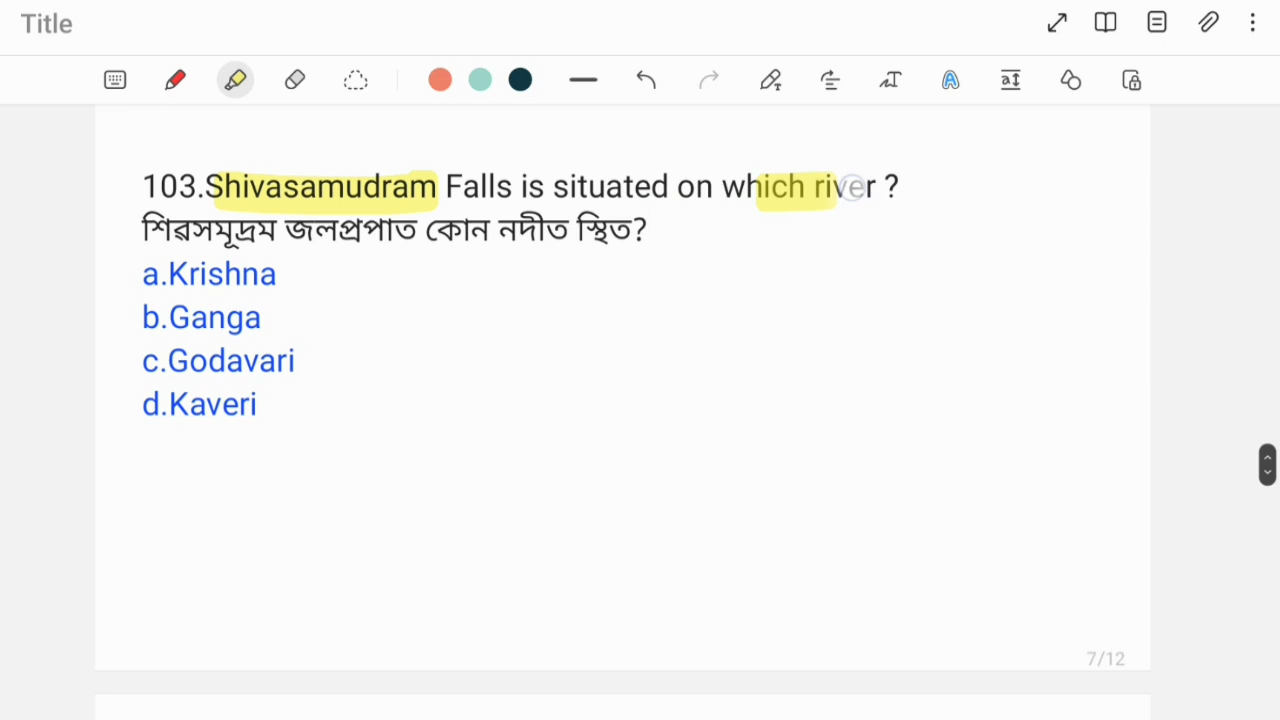 Title
103.Shivasamudram Falls is situated on which river ?
শিৱসমূদ্ৰম জলপ্ৰপাত কোন নদীত স্থিত?
a.Krishna
b.Ganga
c.Godavari
d.Kaveri
7/12